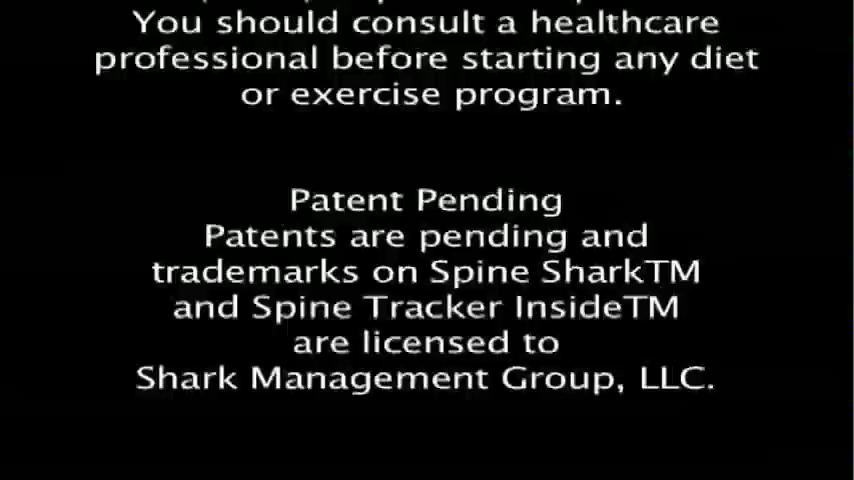 You should consult a healthcare
professional before starting any diet
or exercise program.
Patent Pending
Patents are pending and
trademarks on Spine SharkTM
and Spine Tracker InsideTM
are licensed to
Shark Management Group, LLC.